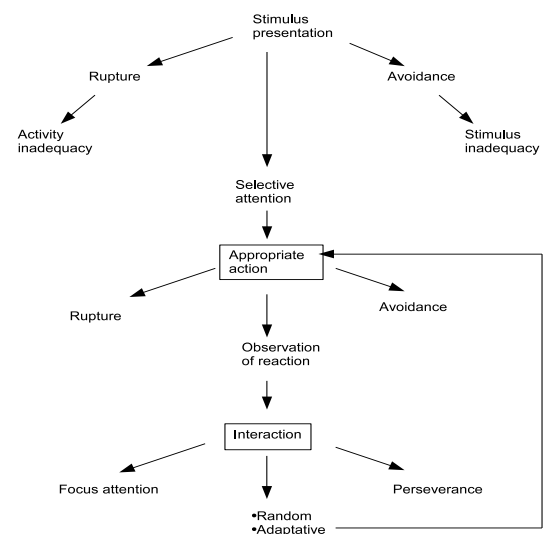 Stimulus
presentation
Rupture
Avoidance
Activity
inadequacy
Stimulus
inadequacy
Selective
attention
Appropriate
action
Rupture
Avoidance
Observation
of reaction
Interaction
Focus attention
Perseverance
•Random
•Adaptative